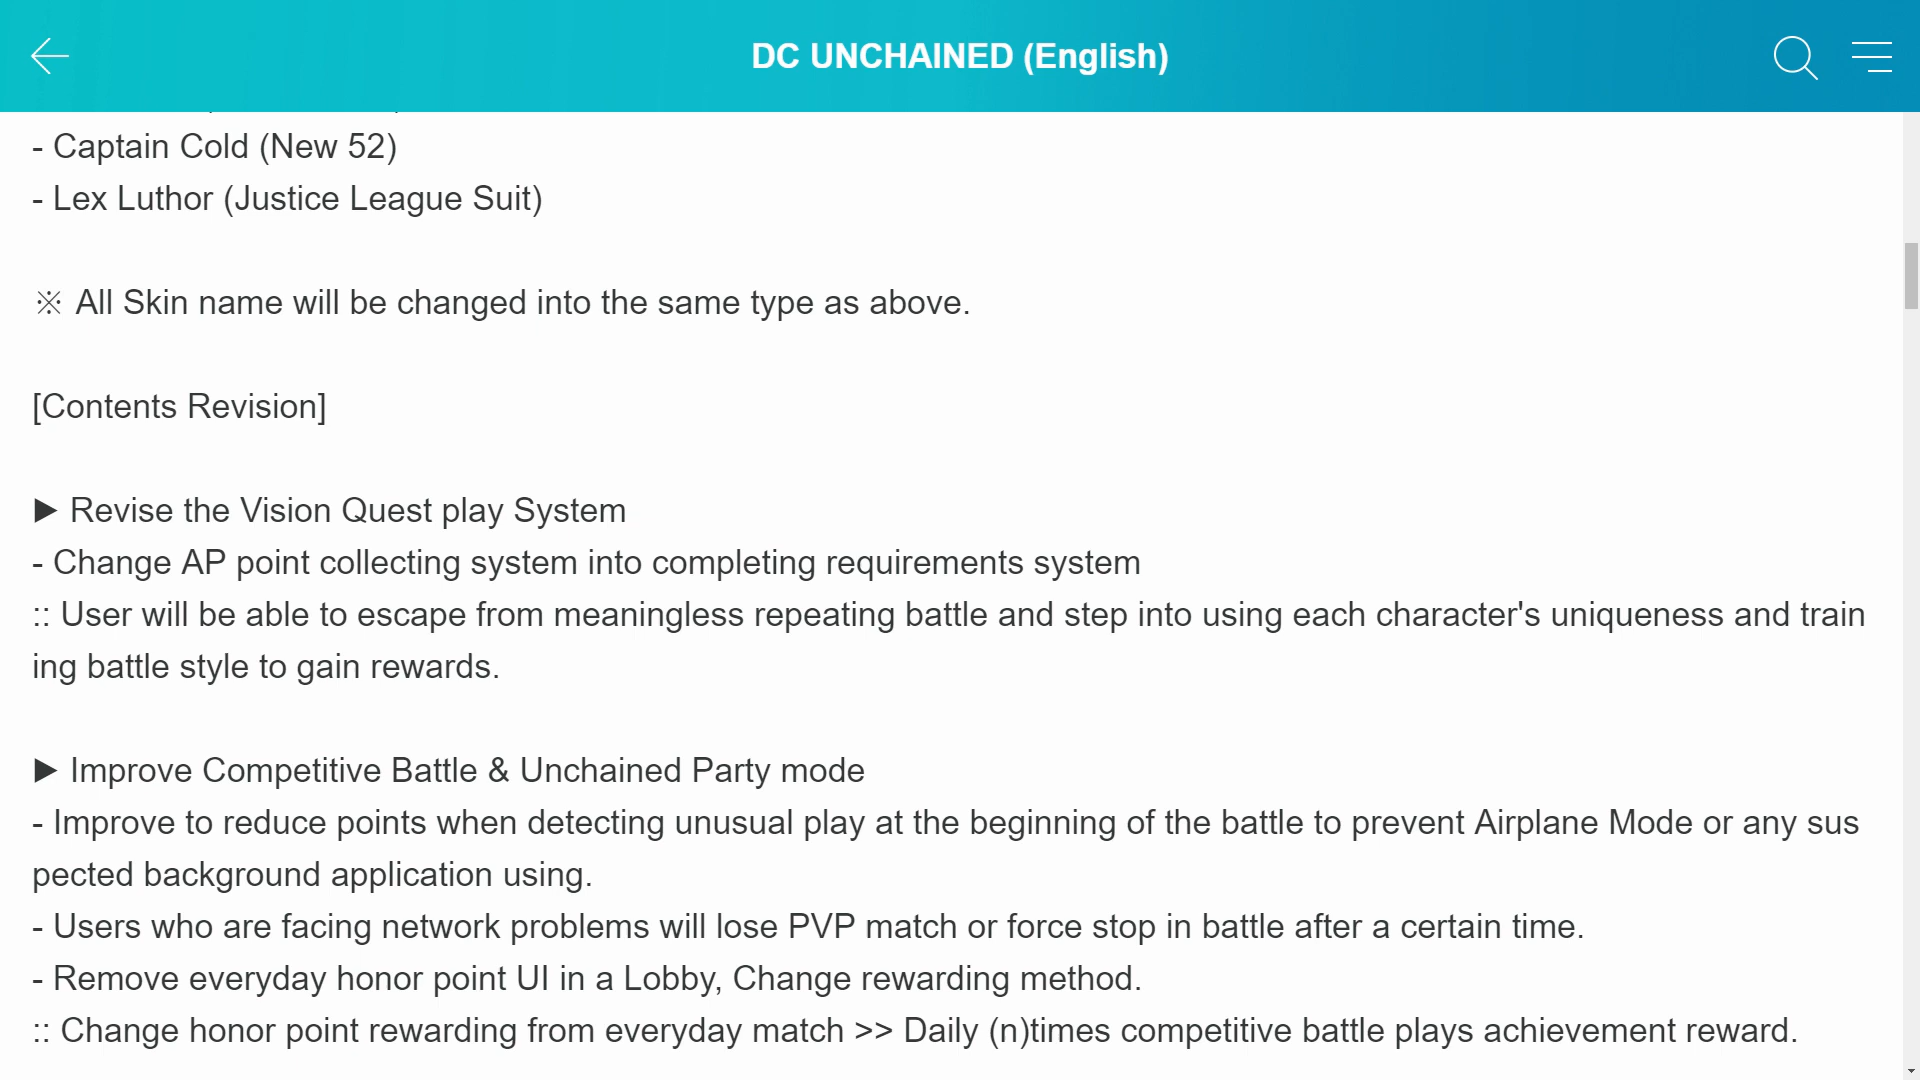 DC UNCHAINED (English)
- Captain Cold (New 52)
- Lex Luthor (Justice League Suit)
※ All Skin name will be changed into the same type as above.
[Contents Revision]
▶ Revise the Vision Quest play System
- Change AP point collecting system into completing requirements system
:: User will be able to escape from meaningless repeating battle and step into using each character's uniqueness and train
ing battle style to gain rewards.
▶ Improve Competitive Battle & Unchained Party mode
- Improve to reduce points when detecting unusual play at the beginning of the battle to prevent Airplane Mode or any sus
pected background application using.
- Users who are facing network problems will lose PVP match or force stop in battle after a certain time.
- Remove everyday honor point UI in a Lobby, Change rewarding method.
:: Change honor point rewarding from everyday match >> Daily (n)times competitive battle plays achievement reward.